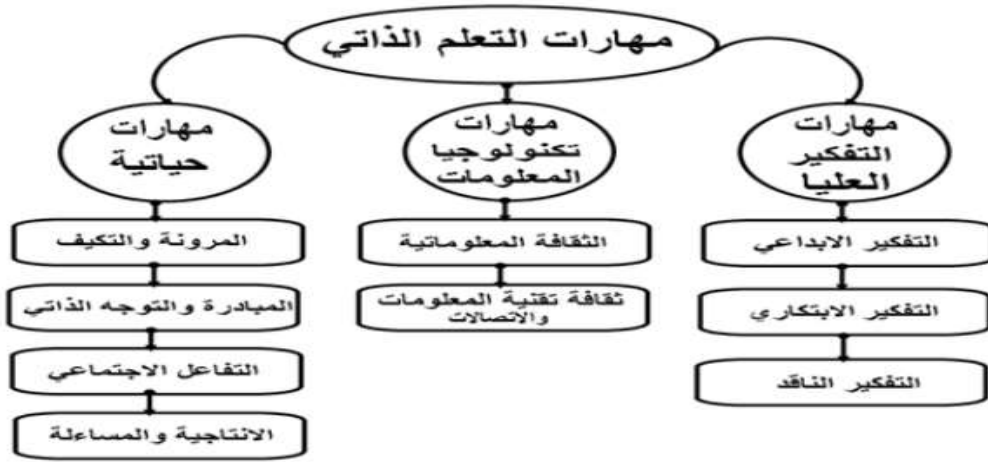 مهارات التعلم الذاتي
مهارات
التفكير
العليا
التفكير الابداعي
التفكير الابتكاري
التفكير الناقد
مهارات
تكنولوجيا
المعلومات
الثقافة المعلوماتية
ثقافة تقنية المعلومات
والاتصالات
مهارات
حياتية
المرونة والتكيف
المبادرة والتوجه الذاتي
التفاعل الاجتماعي
الانتاجية والمساءلة